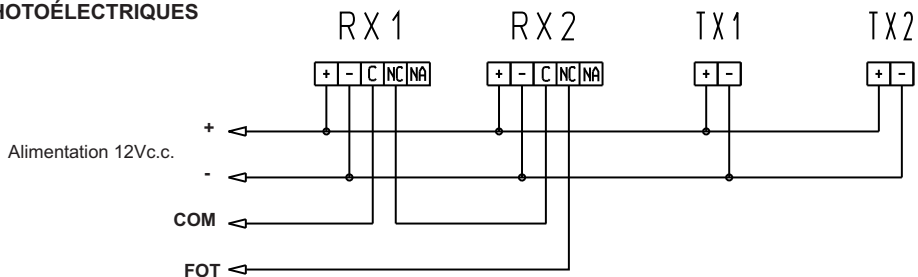 HOTOÉLECTRIQUES
RX1 RX2 TX1 TX2
+ - C NC NA + - C NC NA + - + -
+
Alimentation 12Vc.c.
-
COM
FOT